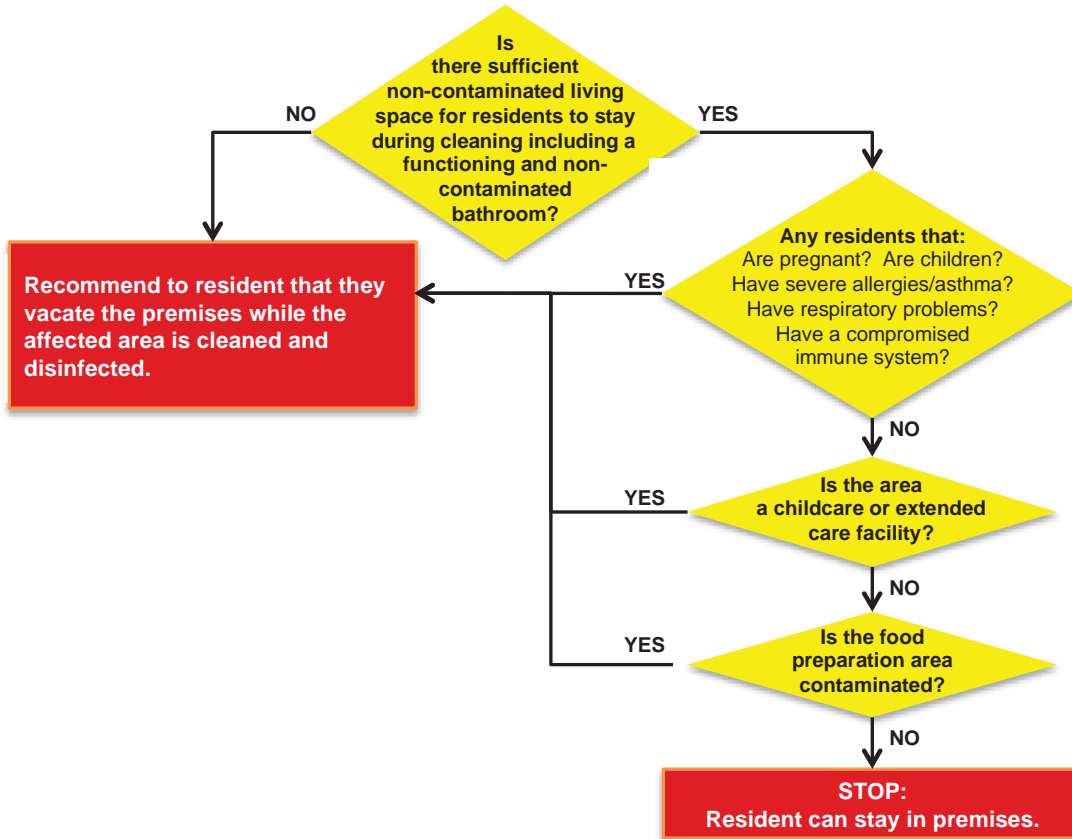 Is
there sufficient
non-contaminated living
space for residents to stay
during cleaning including a
functioning and non-
contaminated
bathroom?
NO
YES
Recommend to resident that they
vacate the premises while the
affected area is cleaned and
disinfected.
YES
Any residents that:
Are pregnant?  Are children?
Have severe allergies/asthma?
Have respiratory problems?
Have a compromised
immune system?
NO
YES
Is the area
a childcare or extended
care facility?
NO
YES
Is the food
preparation area
contaminated?
NO
STOP:
Resident can stay in premises.